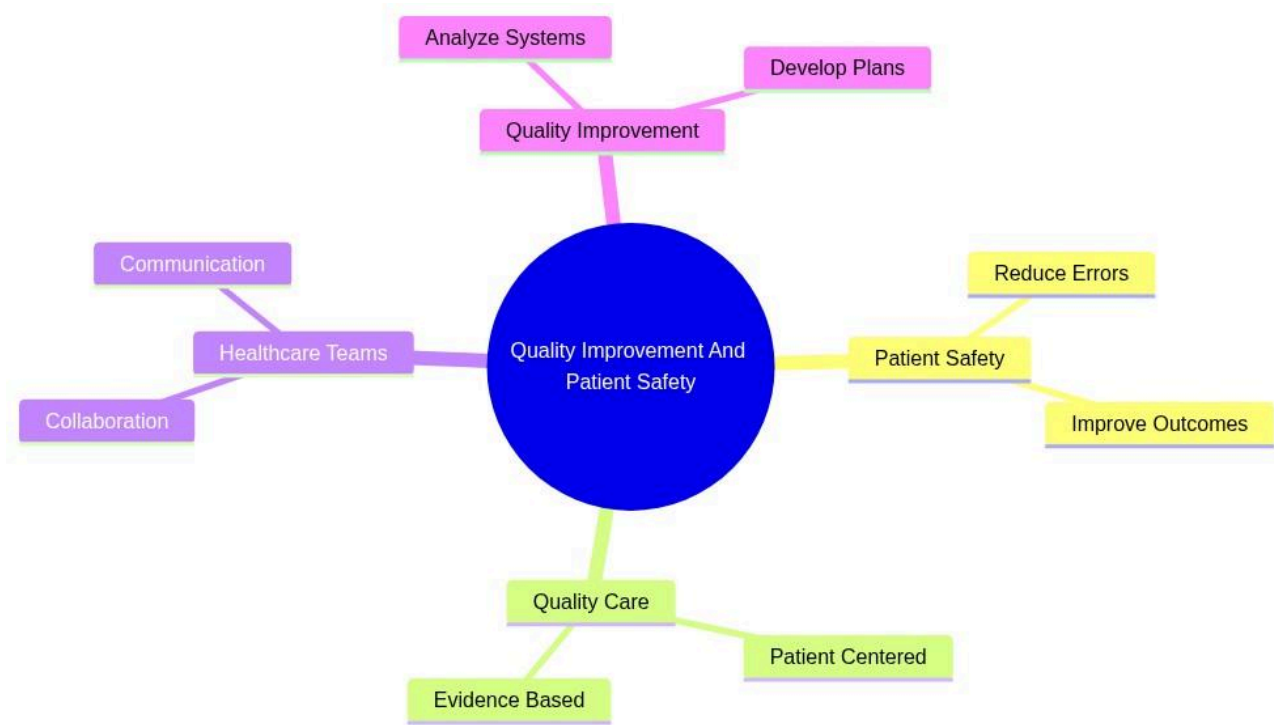 Analyze Systems
Develop Plans
Quality Improvement
Communication
Reduce Errors
Healthcare Teams
Quality Improvement And
Patient Safety
Patient Safety
Collaboration
Improve Outcomes
Quality Care
Patient Centered
Evidence Based